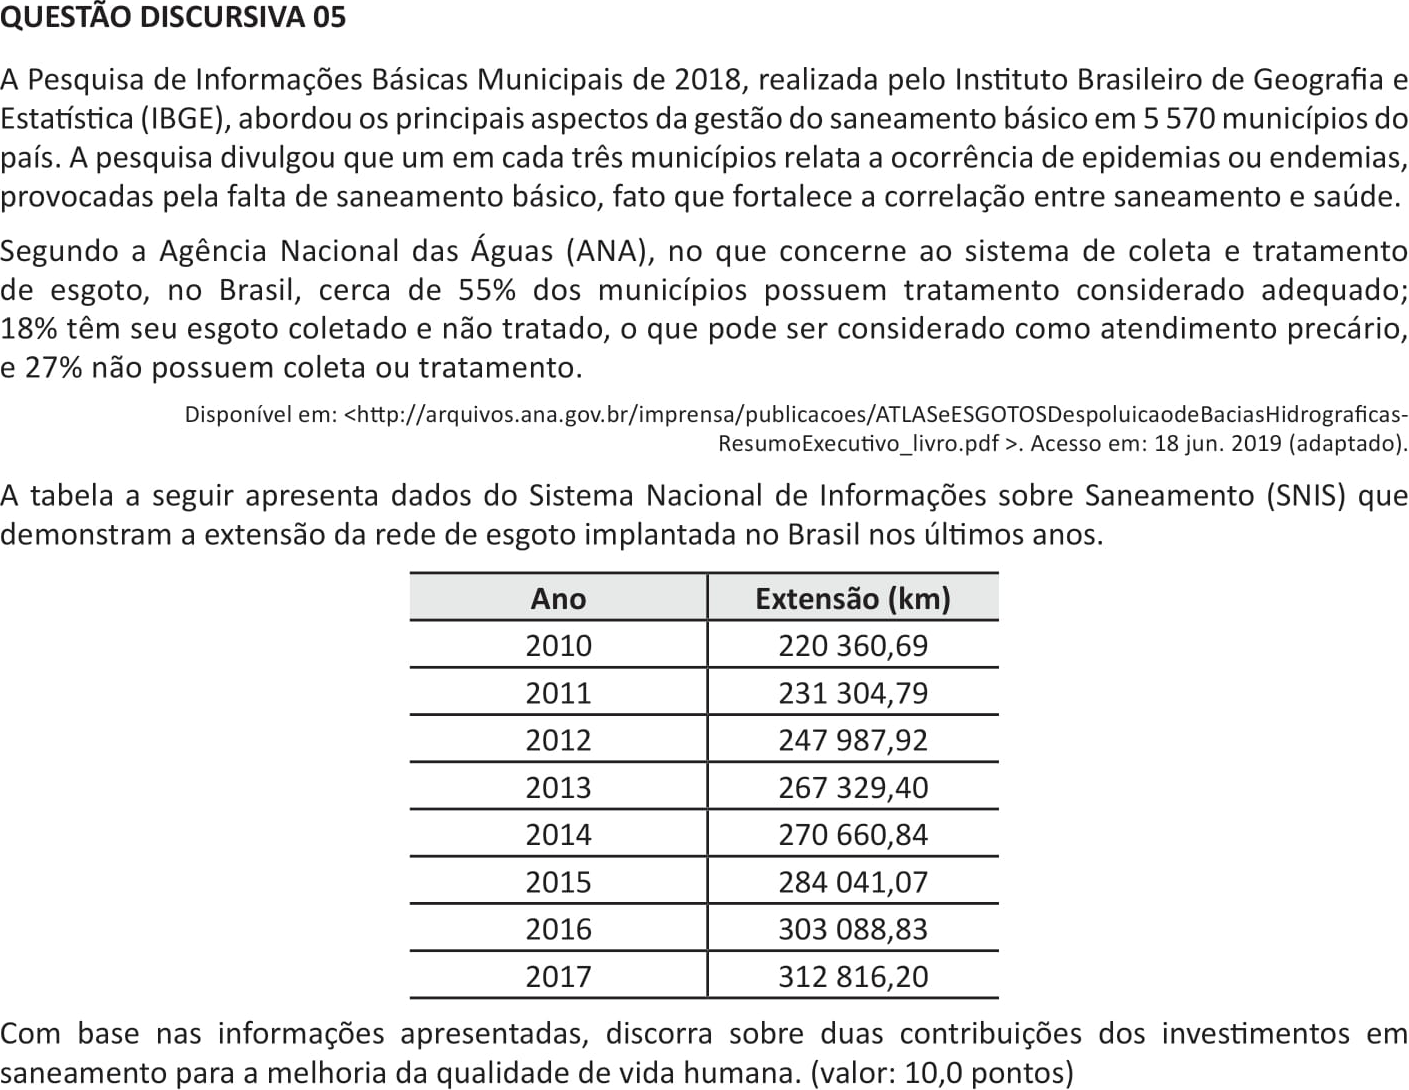 QUESTÃO DISCURSIVA 05
A Pesquisa de Informações Básicas Municipais de 2018, realizada pelo Instituto Brasileiro de Geografia e
Estatística (IBGE), abordou os principais aspectos da gestão do saneamento básico em 5 570 municípios do
país. A pesquisa divulgou que um em cada três municípios relata a ocorrência de epidemias ou endemias,
provocadas pela falta de saneamento básico, fato que fortalece a correlação entre saneamento e saúde.
Segundo a Agência Nacional das Águas (ANA), no que concerne ao sistema de coleta e tratamento
de esgoto, no Brasil, cerca de 55% dos municípios possuem tratamento considerado adequado;
18% têm seu esgoto coletado e não tratado, o que pode ser considerado como atendimento precário,
e 27% não possuem coleta ou tratamento.
Disponível em: <http://arquivos.ana.gov.br/imprensa/publicacoes/ATLASeESGOTOSDespoluicaodeBaciasHidrograficas-
ResumoExecutivo_livro.pdf >. Acesso em: 18 jun. 2019 (adaptado).
A tabela a seguir apresenta dados do Sistema Nacional de Informações sobre Saneamento (SNIS) que
demonstram a extensão da rede de esgoto implantada no Brasil nos últimos anos.
Ano Extensão (km)
2010 220 360,69
2011 231 304,79
2012 247 987,92
2013 267 329,40
2014 270 660,84
2015 284 041,07
2016 303 088,83
2017 312 816,20
Com base nas informações apresentadas, discorra sobre duas contribuições dos investimentos em
saneamento para a melhoria da qualidade de vida humana. (valor: 10,0 pontos)